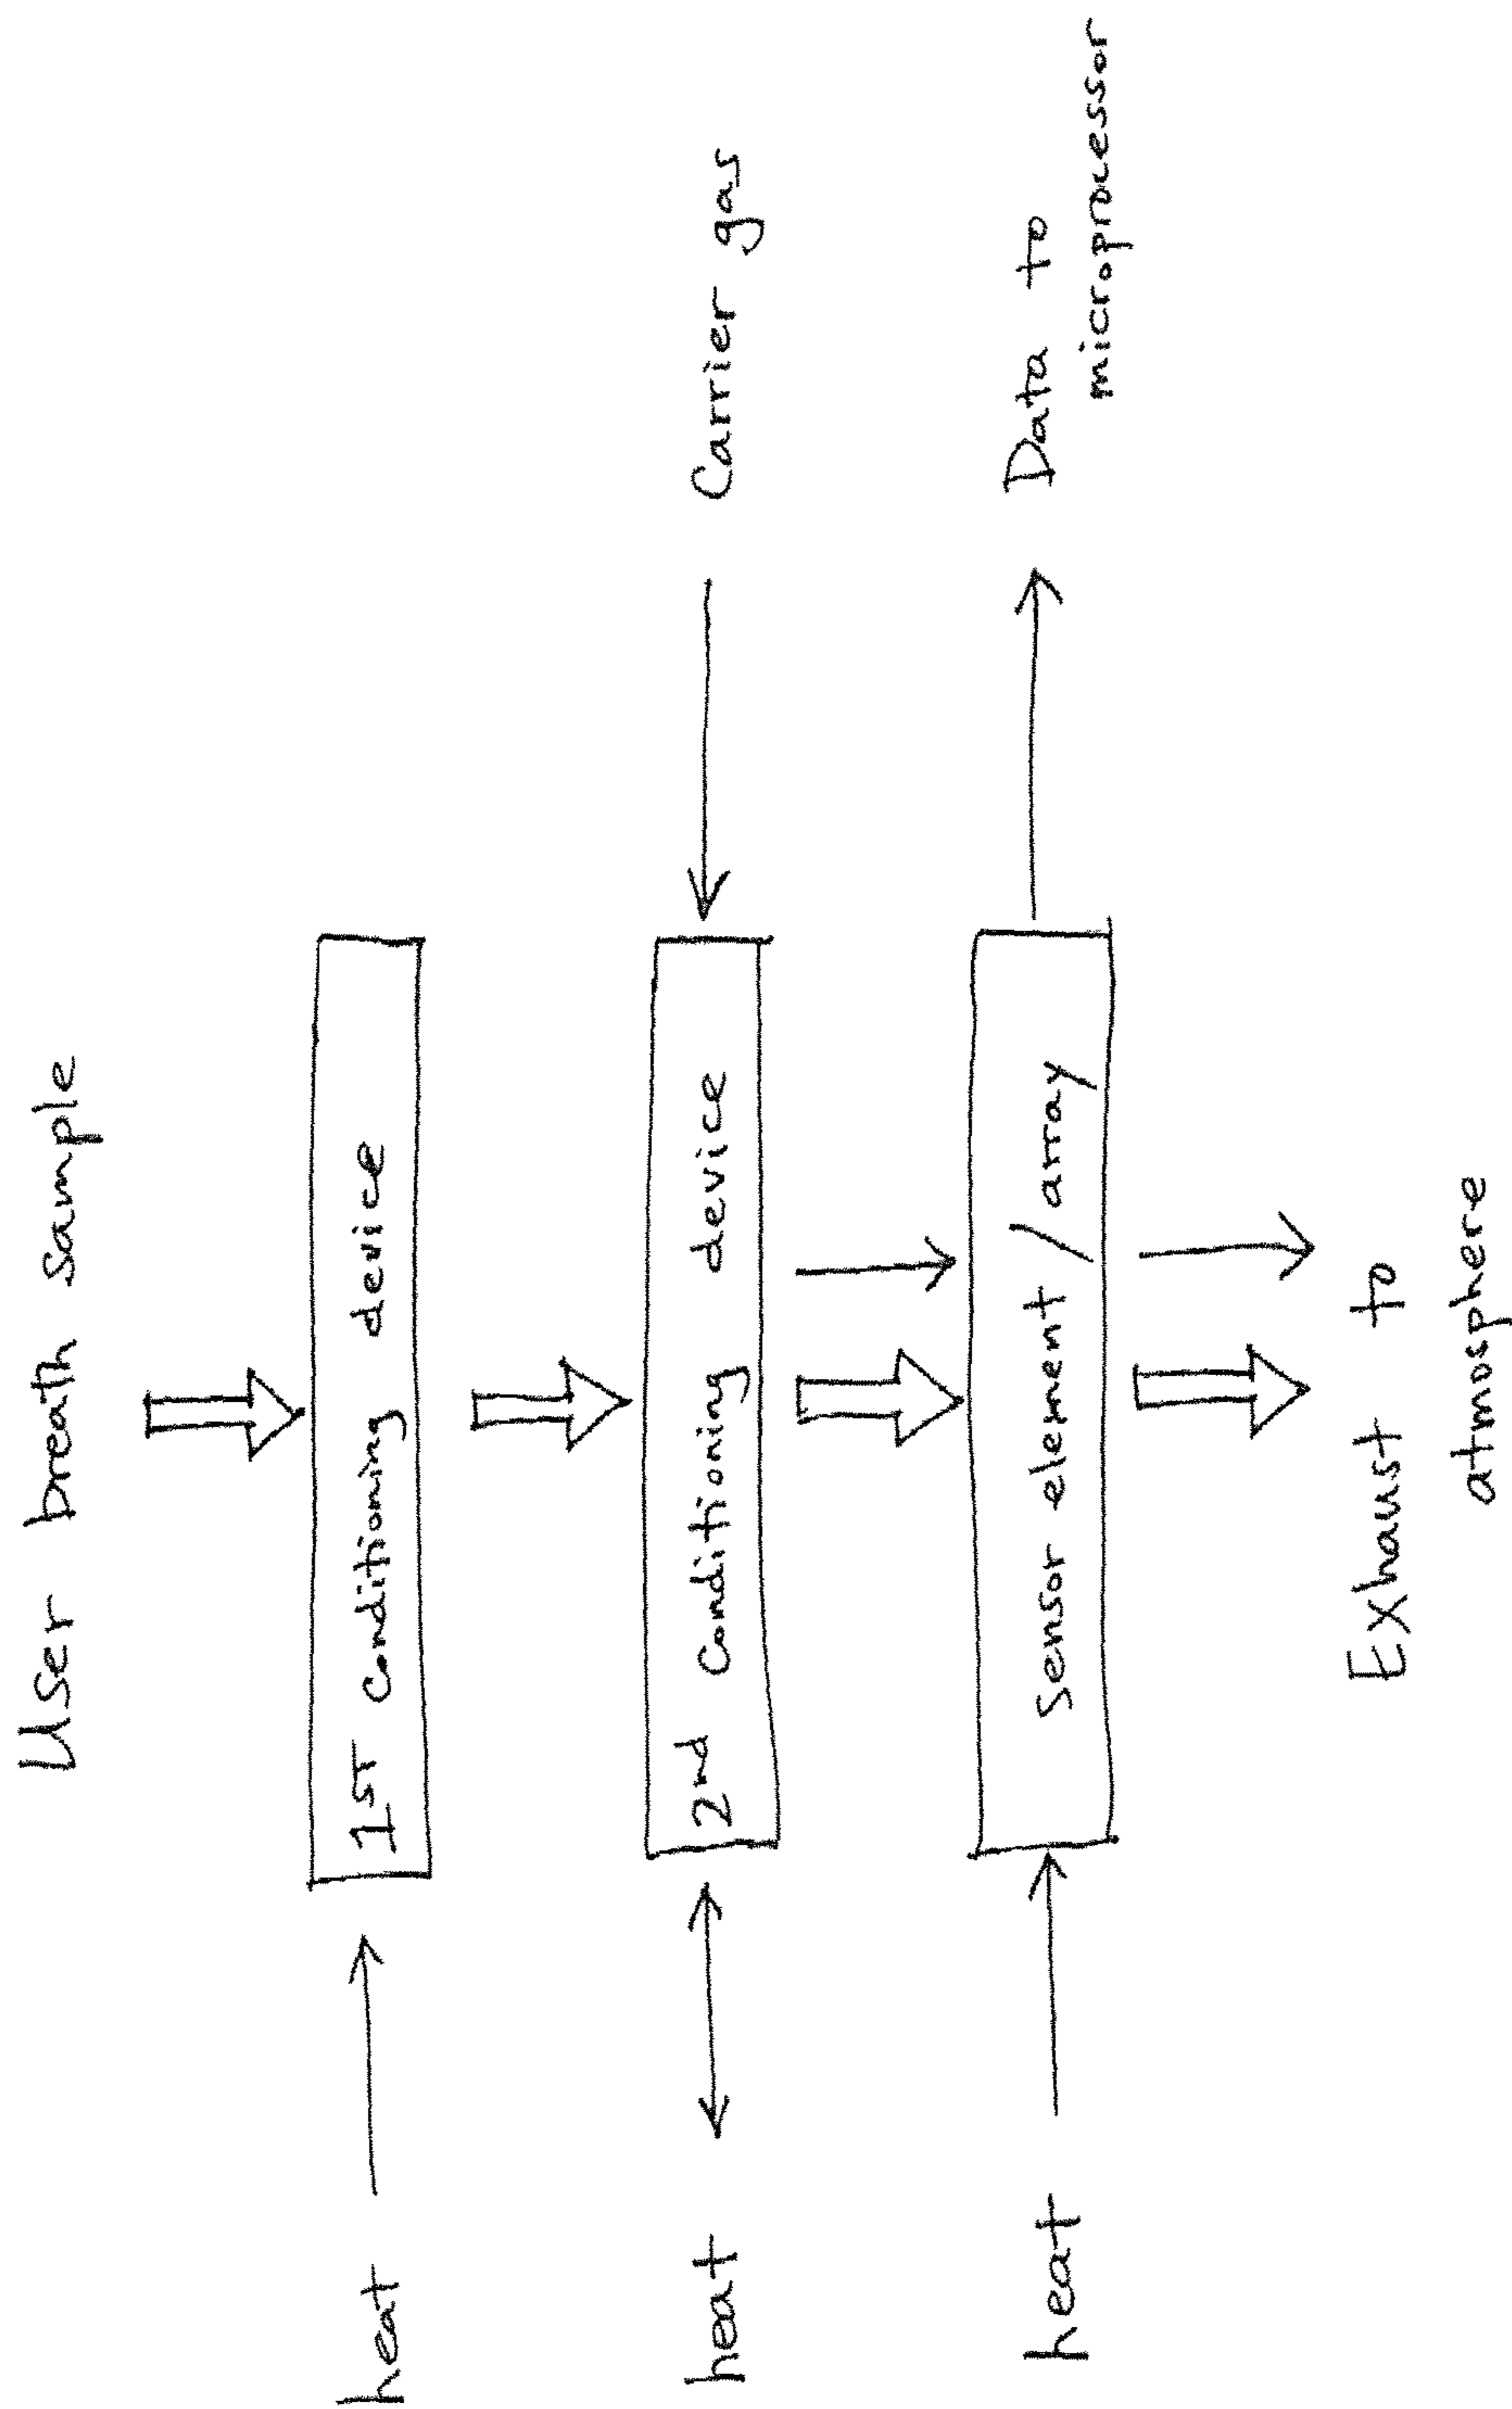 User breath sample
heat
1ST conditioning device
heat
2nd conditioning device
Carrier gas
heat
Sensor element / array
Data to
microprocessor
Exhaust to
atmosphere